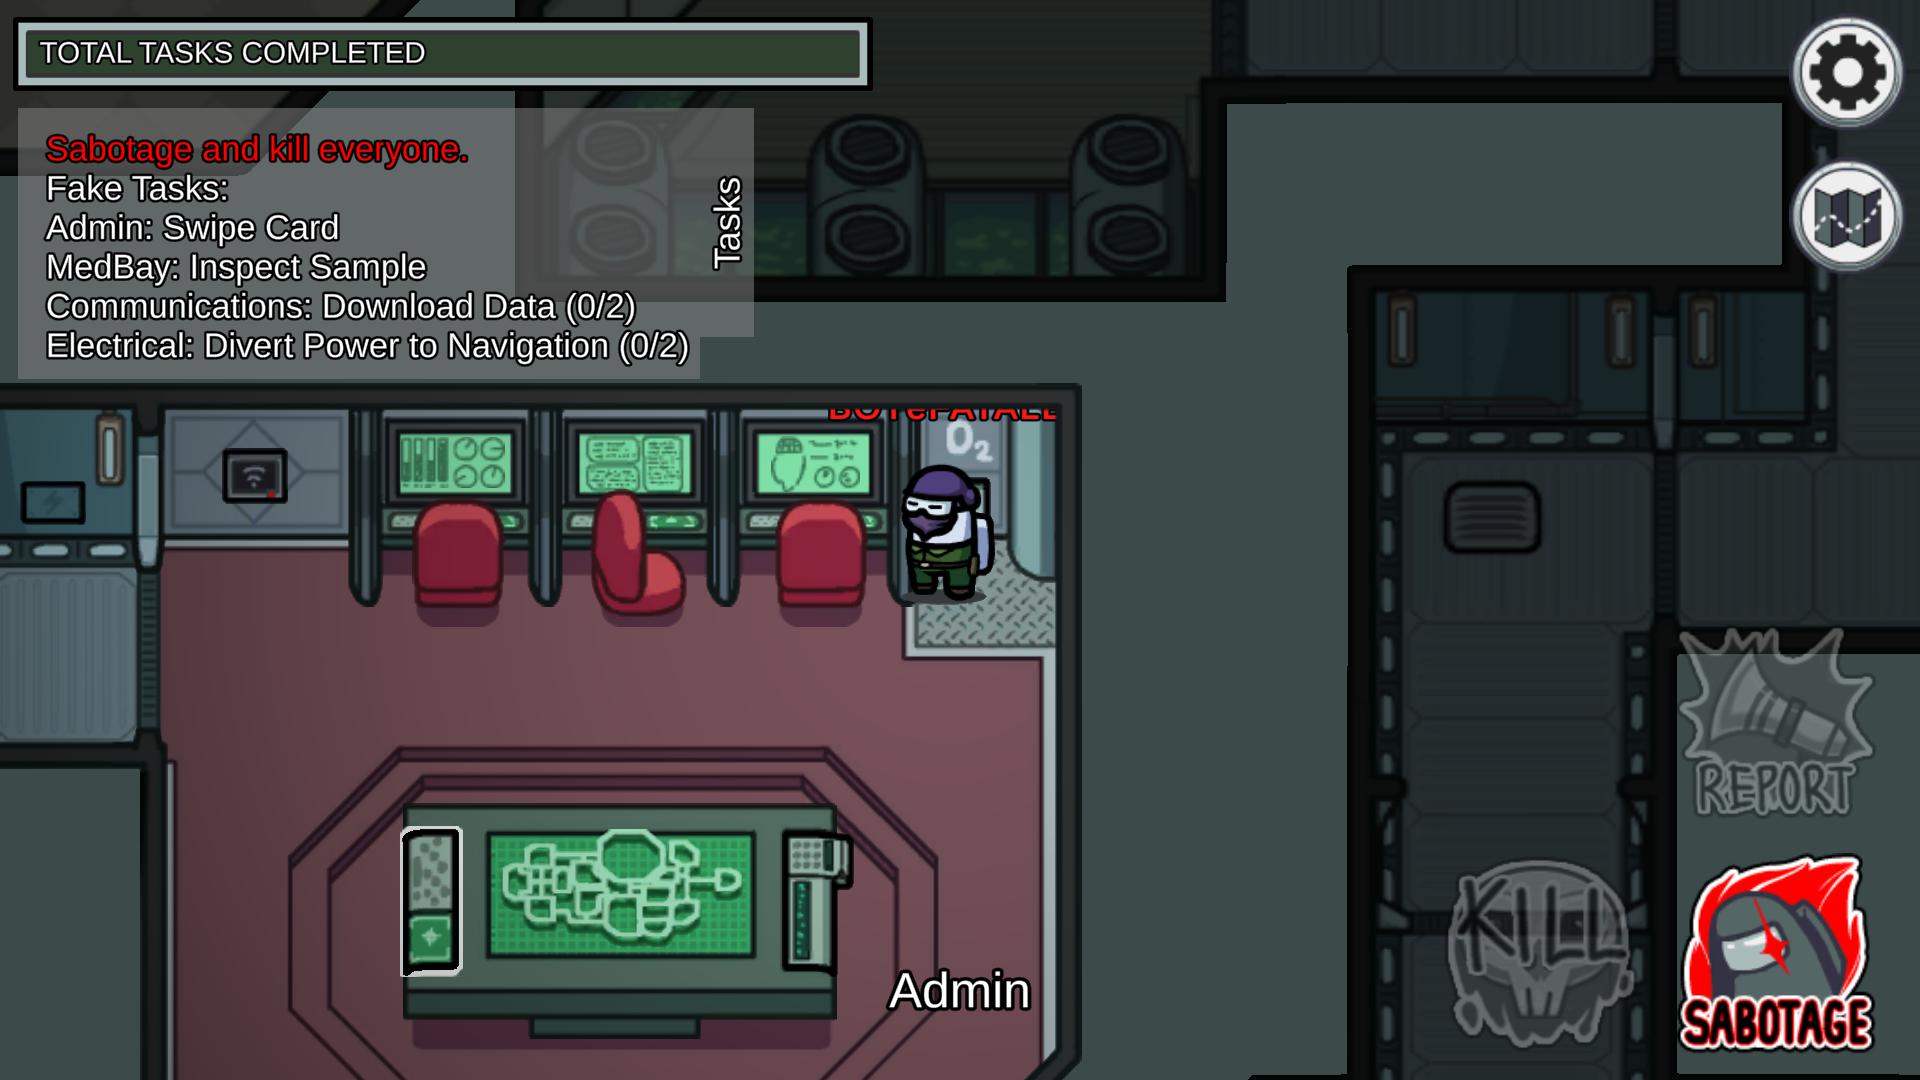 TOTAL TASKS COMPLETED
Sabotage and kill everyone.
Fake Tasks:
Admin: Swipe Card
MedBay: Inspect Sample
Communications: Download Data (0/2)
Electrical: Divert Power to Navigation (0/2)
Tasks
O2
REPORT
KILL
Admin
SABOTAGE